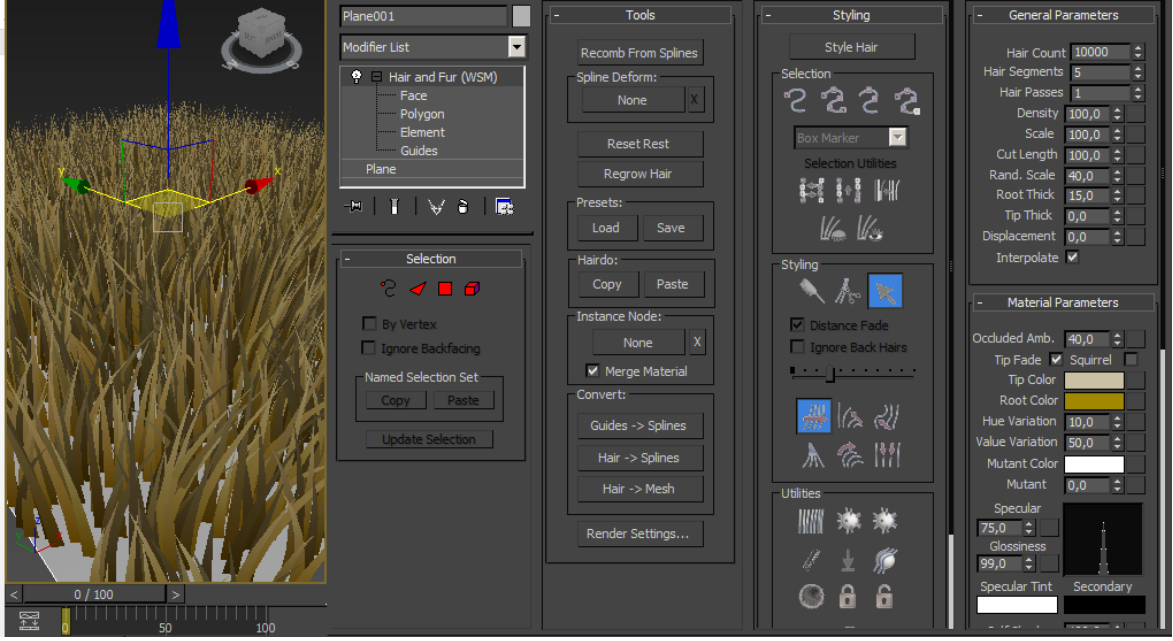 Plane001
Modifier List
Hair and Fur (WSM)
Face
Polygon
Element
Guides
Plane
Selection
By Vertex
Ignore Backfacing
Named Selection Set
Copy
Paste
Update Selection
Tools
Recomb From Splines
Spline Deform:
None
X
Reset Rest
Regrow Hair
Presets:
Load
Save
Hairdo:
Copy
Paste
Instance Node:
None
X
Merge Material
Convert:
Guides -> Splines
Hair -> Splines
Hair -> Mesh
Render Settings...
Styling
Style Hair
Selection
Box Marker
Selection Utilities
Styling
Distance Fade
Ignore Back Hairs
Utilities
General Parameters
Hair Count 10000
Hair Segments 5
Hair Passes 1
Density 100,0
Scale 100,0
Cut Length 100,0
Rand. Scale 40,0
Root Thick 15,0
Tip Thick 0,0
Displacement 0,0
Interpolate
Material Parameters
Occluded Amb. 40,0
Tip Fade Squirrel
Tip Color
Root Color
Hue Variation 10,0
Value Variation 50,0
Mutant Color
Mutant 0,0
Specular
75,0
Glossiness
99,0
Specular Tint Secondary
y
x
< 0 / 100 >
0 50 100